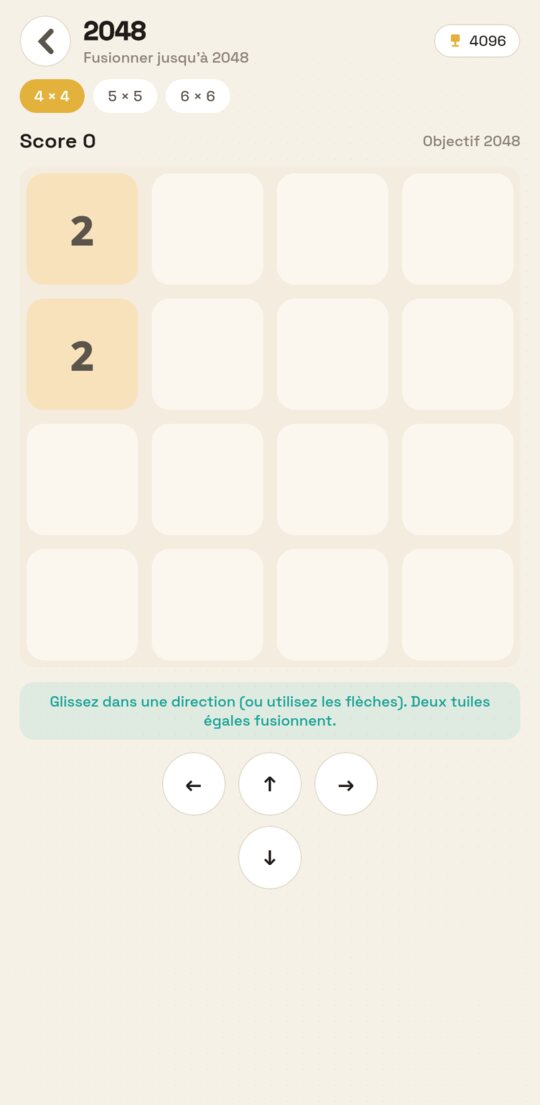 2048
Fusionner jusqu'à 2048
4096
4 × 4
5 × 5
6 × 6
Score 0
Objectif 2048
2
2
Glissez dans une direction (ou utilisez les flèches). Deux tuiles
égales fusionnent.
← ↑ →
↓